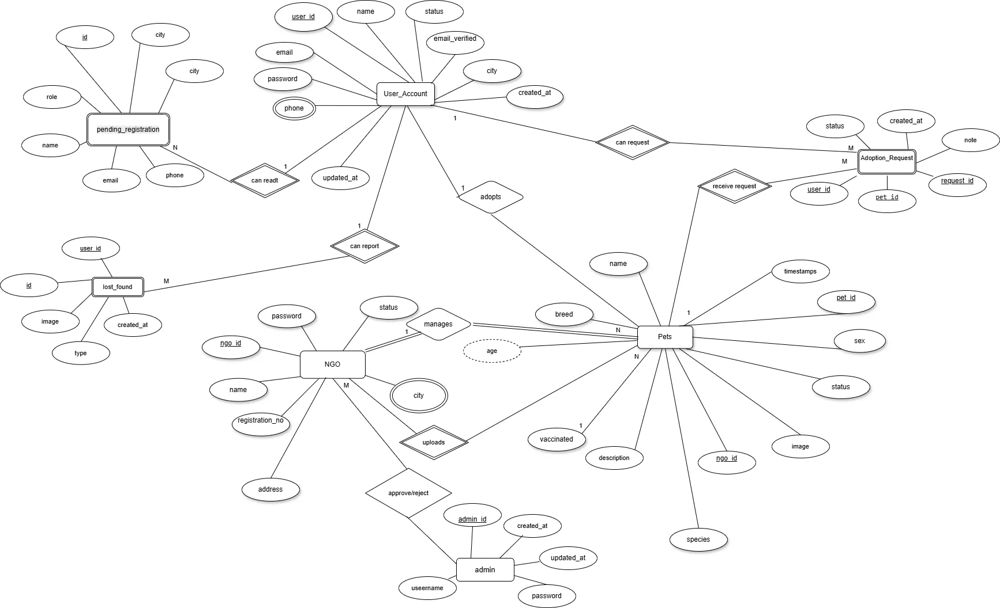 user_id
name
status
id
city
email_verified
email
city
city
password
role
User_Account
created_at
phone
pending_registration
1
status
created_at
name
can request
note
N
M
Adoption_Request
M
1
phone
email
can readt
updated_at
receive request
user_id
request_id
pet_id
1
adopts
1
can report
user_id
name
timestamps
M
id
lost_found
pet_id
status
password
1
breed
image
created_at
manages
1
N
Pets
sex
ngo_id
age
type
NGO
N
name
M
status
city
registration_no
1
vaccinated
uploads
image
description
ngo_id
address
approve/reject
admin_id
created_at
species
updated_at
admin
useername
password